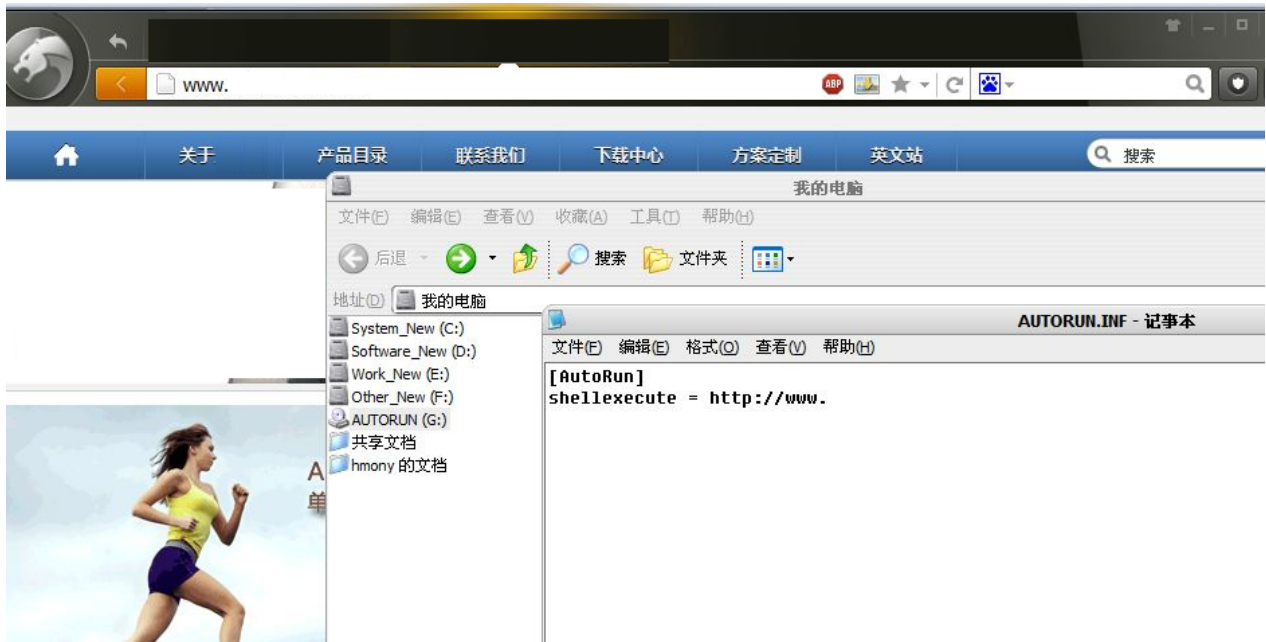 www.
ABP
关于 产品目录 联系我们 下载中心 方案定制 英文站 搜索
我的电脑
文件(F) 编辑(E) 查看(V) 收藏(A) 工具(T) 帮助(H)
后退 搜索 文件夹
地址(D) 我的电脑
System_New (C:)
Software_New (D:)
Work_New (E:)
Other_New (F:)
AUTORUN (G:)
共享文档
hmony 的文档
AUTORUN.INF - 记事本
文件(F) 编辑(E) 格式(O) 查看(V) 帮助(H)
[AutoRun]
shellexecute = http://www.
A
单